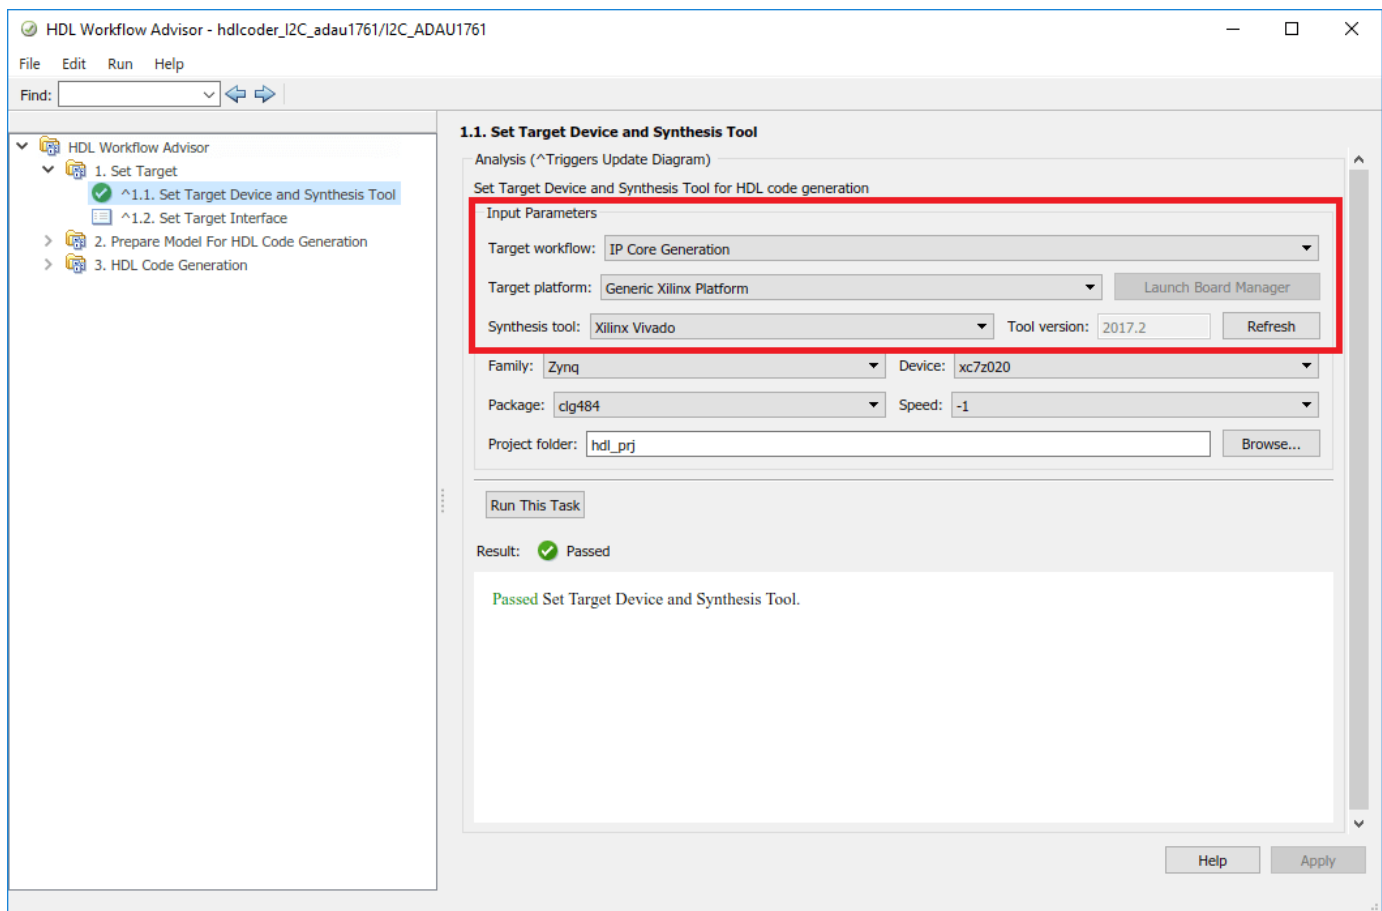 HDL Workflow Advisor - hdlcoder_I2C_adau1761/I2C_ADAU1761
File Edit Run Help
Find:
HDL Workflow Advisor
1. Set Target
^1.1. Set Target Device and Synthesis Tool
^1.2. Set Target Interface
2. Prepare Model For HDL Code Generation
3. HDL Code Generation
1.1. Set Target Device and Synthesis Tool
Analysis (^Triggers Update Diagram)
Set Target Device and Synthesis Tool for HDL code generation
Input Parameters
Target workflow: IP Core Generation
Target platform: Generic Xilinx Platform Launch Board Manager
Synthesis tool: Xilinx Vivado Tool version: 2017.2 Refresh
Family: Zynq Device: xc7z020
Package: clg484 Speed: -1
Project folder: hdl_prj Browse...
Run This Task
Result: Passed
Passed Set Target Device and Synthesis Tool.
Help Apply